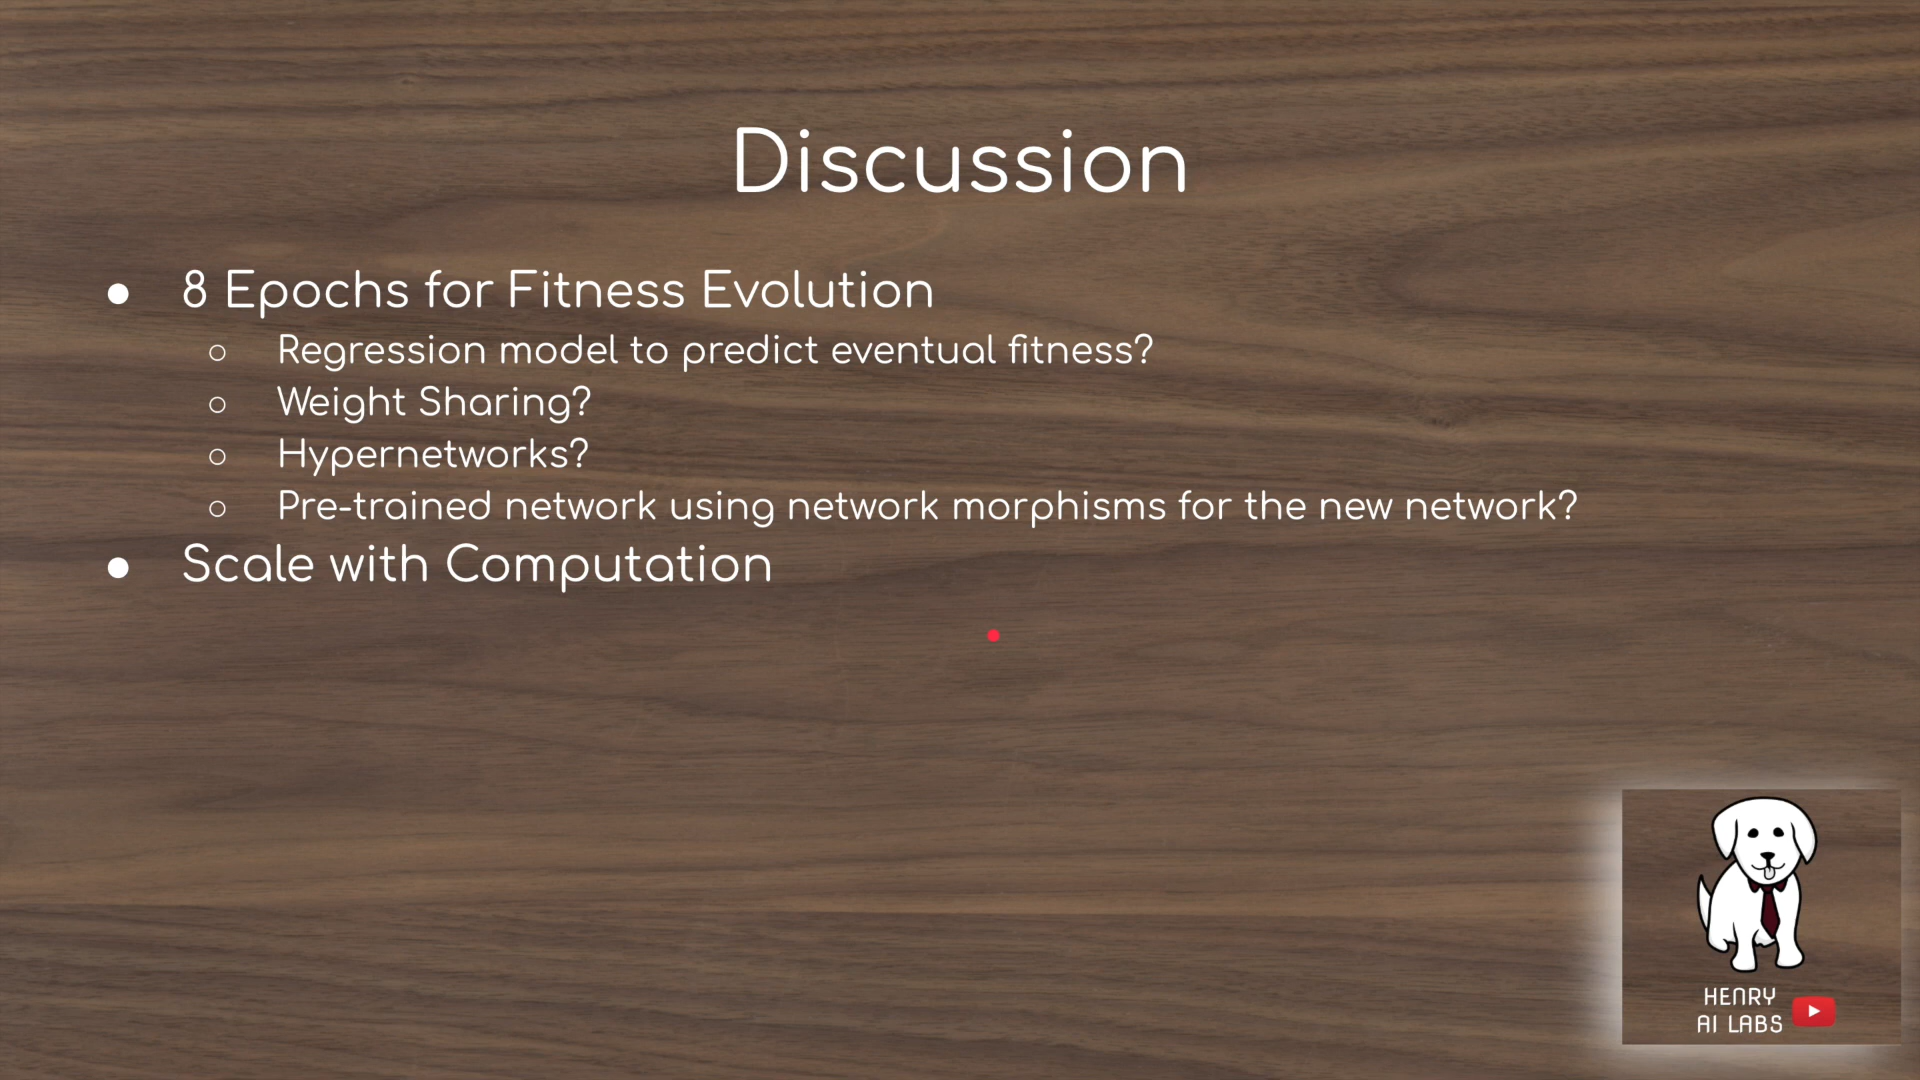 Discussion
● 8 Epochs for Fitness Evolution
○ Regression model to predict eventual fitness?
○ Weight Sharing?
○ Hypernetworks?
○ Pre-trained network using network morphisms for the new network?
● Scale with Computation
HENRY
AI LABS